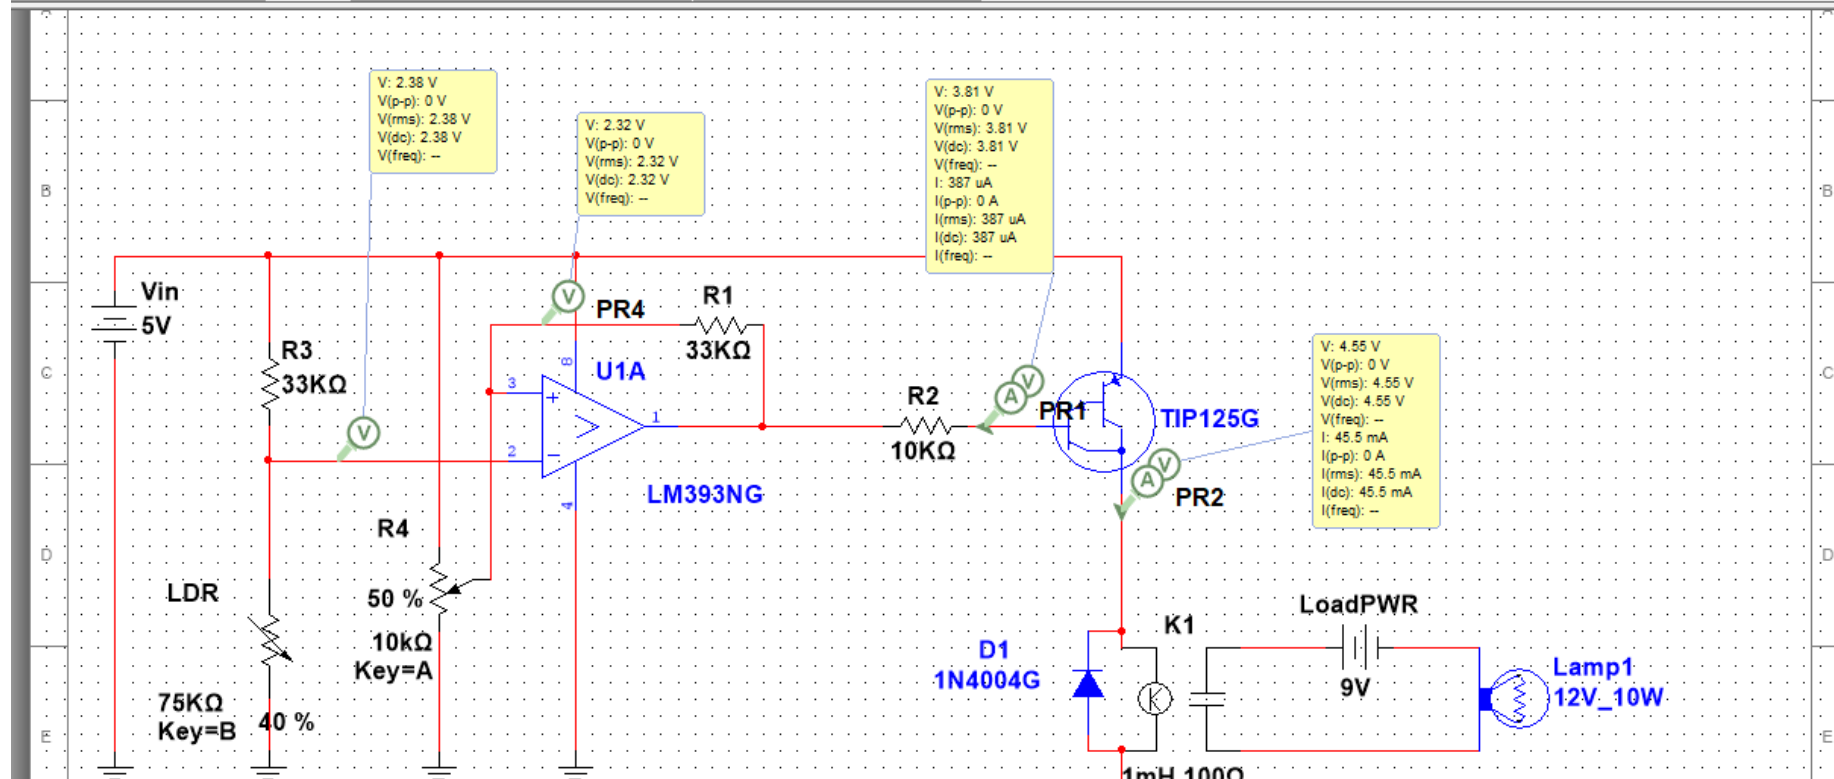 A
V: 2.38 V
V(p-p): 0 V
V(rms): 2.38 V
V(dc): 2.38 V
V(freq): --
V: 2.32 V
V(p-p): 0 V
V(rms): 2.32 V
V(dc): 2.32 V
V(freq): --
V: 3.81 V
V(p-p): 0 V
V(rms): 3.81 V
V(dc): 3.81 V
V(freq): --
I: 387 uA
I(p-p): 0 A
I(rms): 387 uA
I(dc): 387 uA
I(freq): --
B
B
Vin
5V
V
PR4
R1
33KΩ
R3
33KΩ
C
C
8
U1A
3
+
1
2
−
4
LM393NG
V
R2
10KΩ
A
V
PR1
TIP125G
V: 4.55 V
V(p-p): 0 V
V(rms): 4.55 V
V(dc): 4.55 V
V(freq): --
I: 45.5 mA
I(p-p): 0 A
I(rms): 45.5 mA
I(dc): 45.5 mA
I(freq): --
A
V
PR2
R4
D
D
LDR
50 %
10kΩ
Key=A
75KΩ
Key=B
40 %
E
E
D1
1N4004G
K1
K
LoadPWR
9V
Lamp1
12V_10W
1mH 100Ω